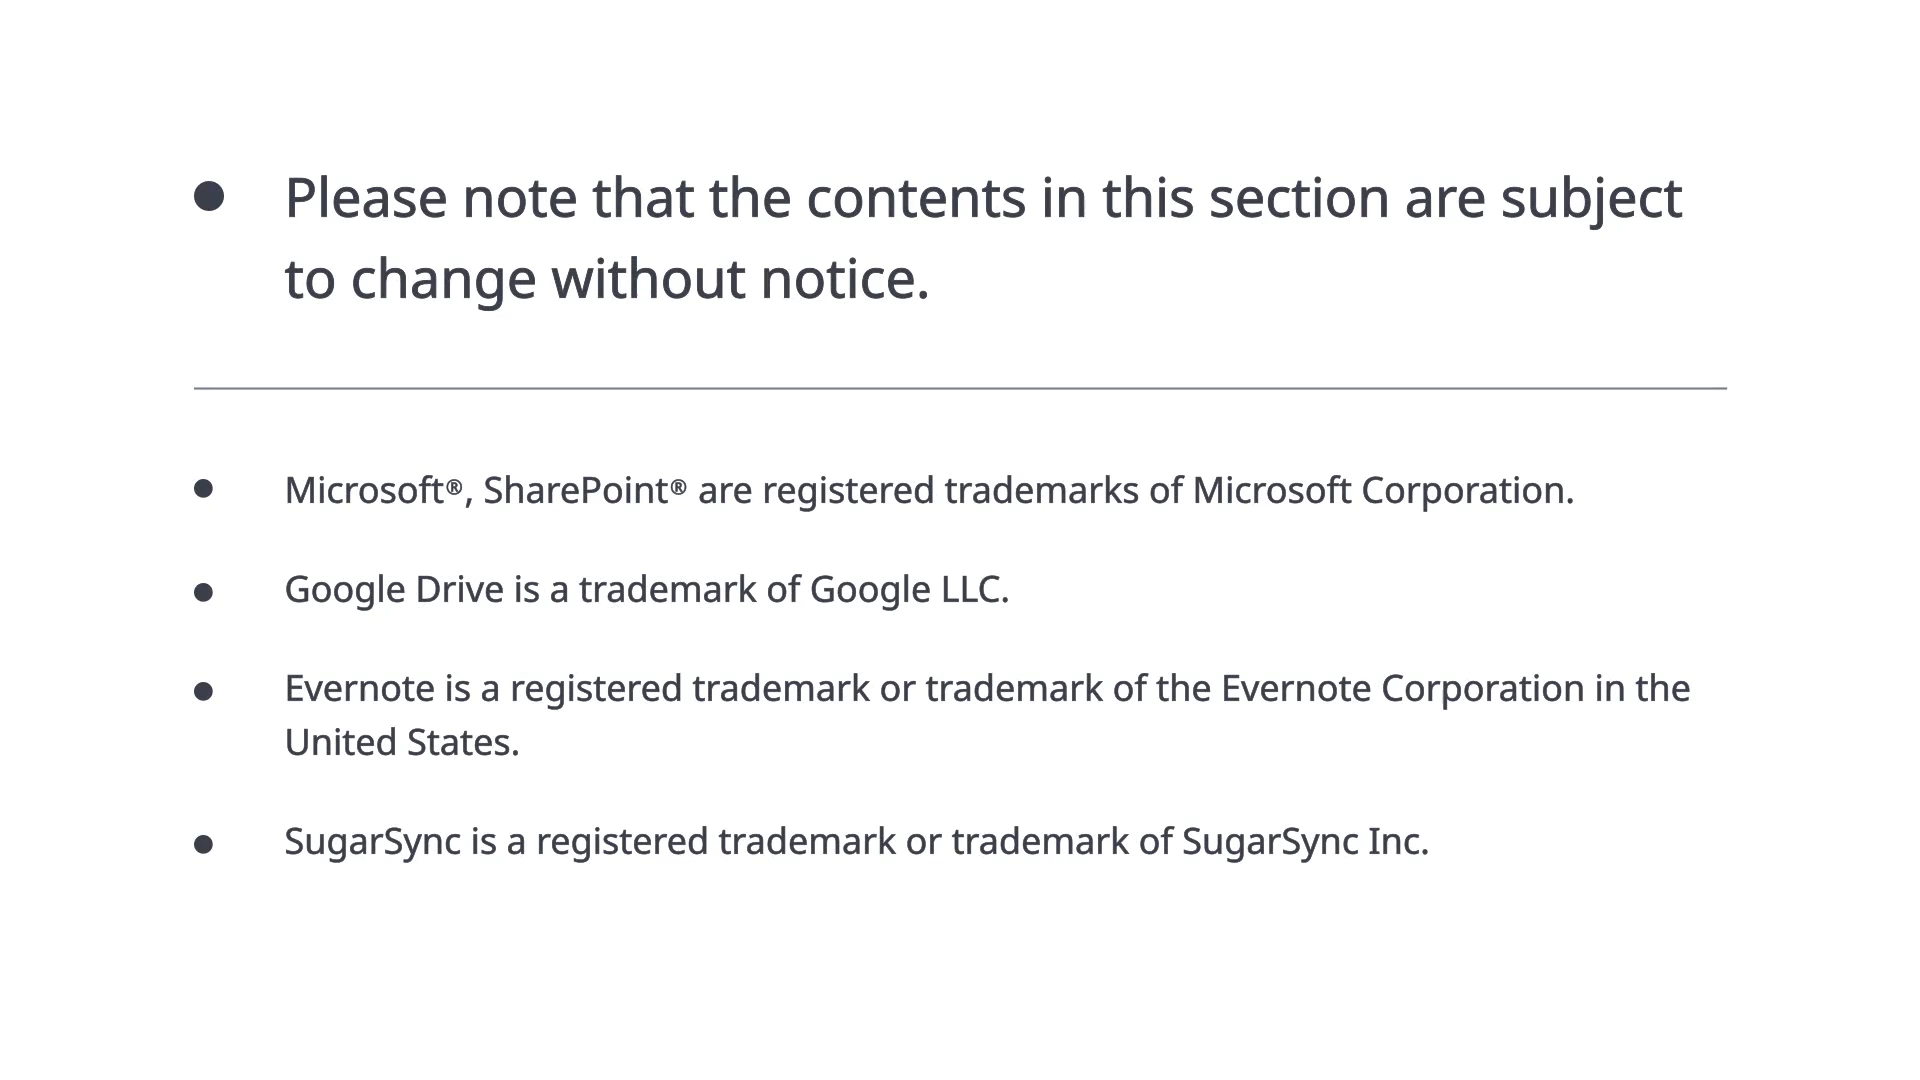 ● Please note that the contents in this section are subject
to change without notice.
● Microsoft®, SharePoint® are registered trademarks of Microsoft Corporation.
● Google Drive is a trademark of Google LLC.
● Evernote is a registered trademark or trademark of the Evernote Corporation in the
United States.
● SugarSync is a registered trademark or trademark of SugarSync Inc.